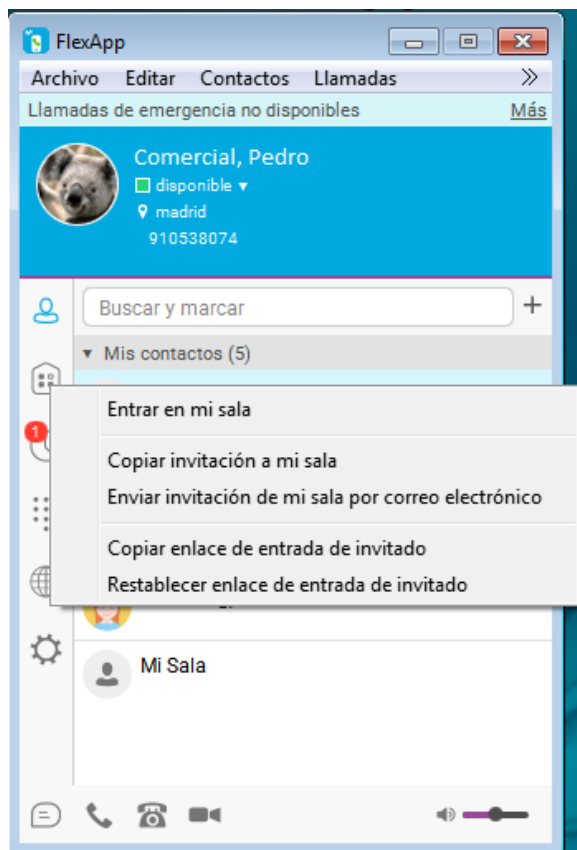 FlexApp
Archivo Editar Contactos Llamadas
Llamadas de emergencia no disponibles Más
Comercial, Pedro
disponible
madrid
910538074
Buscar y marcar
Mis contactos (5)
Entrar en mi sala
1
Copiar invitación a mi sala
Enviar invitación de mi sala por correo electrónico
Copiar enlace de entrada de invitado
Restablecer enlace de entrada de invitado
Mi Sala